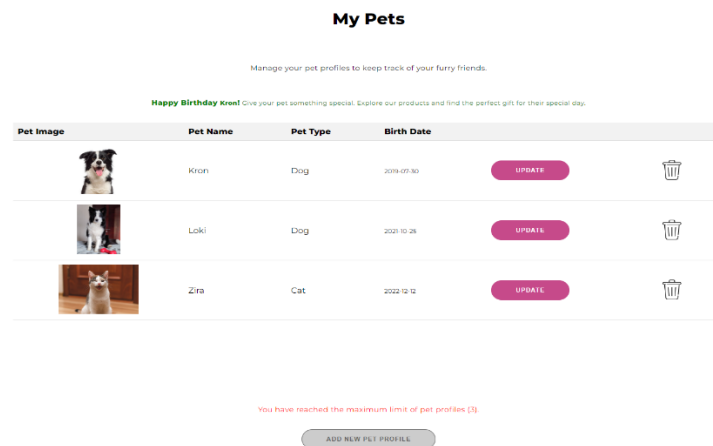 My Pets
Manage your pet profiles to keep track of your furry friends.
Happy Birthday Kron! Give your pet something special. Explore our products and find the perfect gift for their special day.
Pet Image Pet Name Pet Type Birth Date
Kron Dog 2019-07-30 UPDATE
Loki Dog 2021-10-28 UPDATE
Zira Cat 2022-12-12 UPDATE
You have reached the maximum limit of pet profiles (3).
ADD NEW PET PROFILE